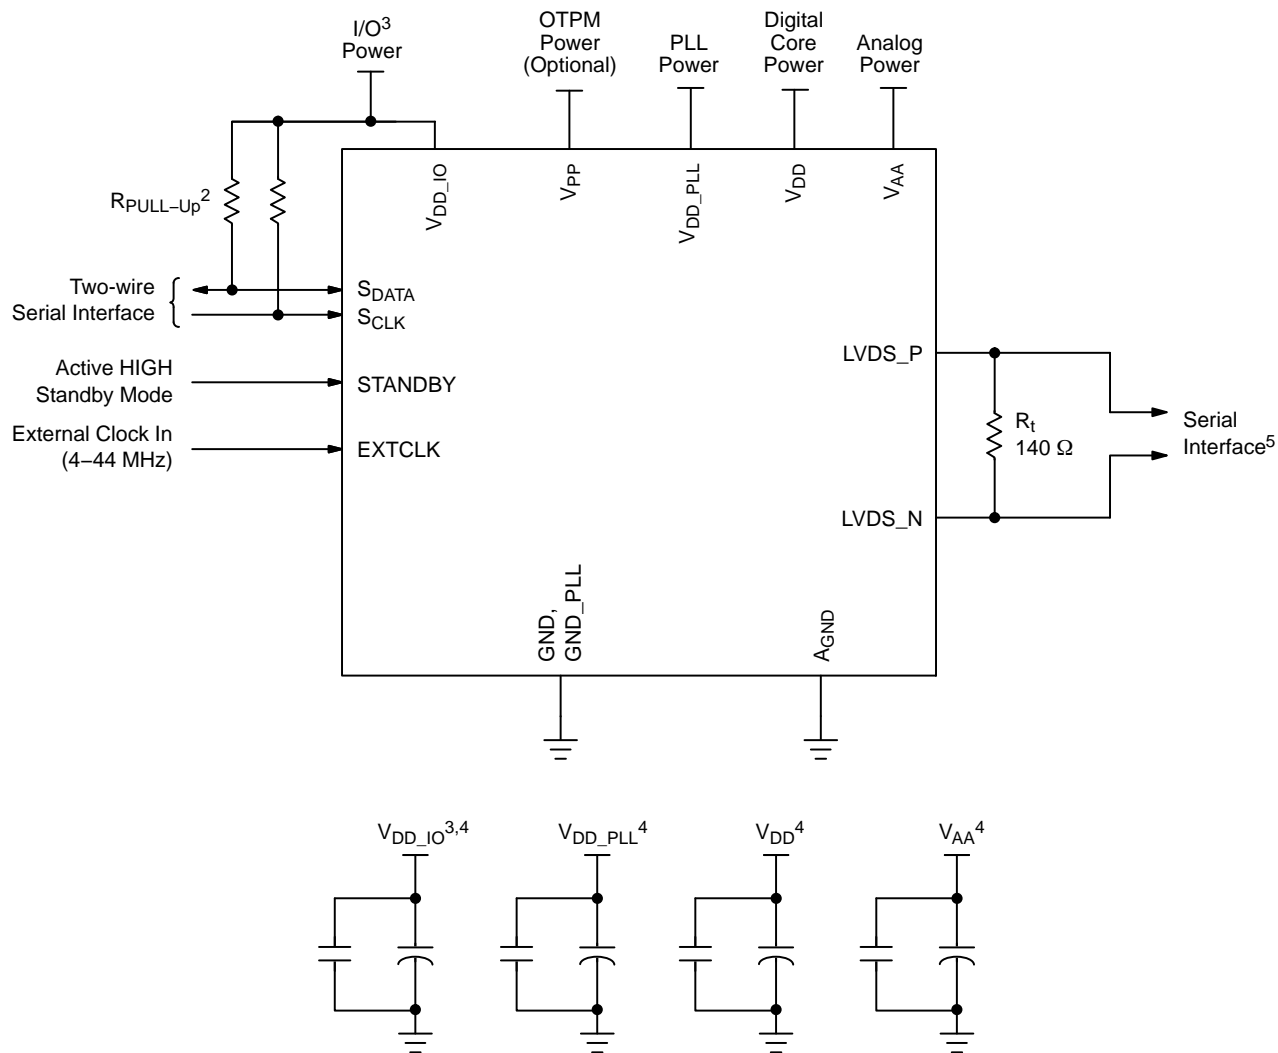 I/O3
Power
OTPM
Power
(Optional)
PLL
Power
Digital
Core
Power
Analog
Power
VDD_IO
VPP
VDD_PLL
VDD
VAA
RPULL–Up2
Two-wire
Serial Interface
SDATA
SCLK
Active HIGH
Standby Mode
STANDBY
External Clock In
(4–44 MHz)
EXTCLK
LVDS_P
Rt
140 Ω
Serial
Interface5
LVDS_N
GND,
GND_PLL
AGND
VDD_IO3,4
VDD_PLL4
VDD4
VAA4